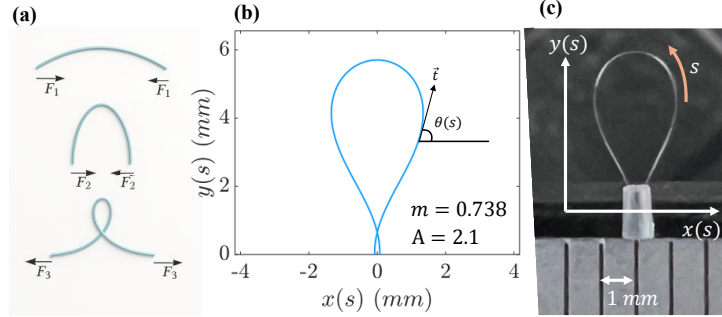 (a)
F₁ F₁
F₂ F₂
F₃ F₃
(b)
y(s) (mm)
6
4
2
0
-4 -2 0 2 4
x(s) (mm)
t⃗
θ(s)
m = 0.738
A = 2.1
(c)
y(s)
s
x(s)
1 mm